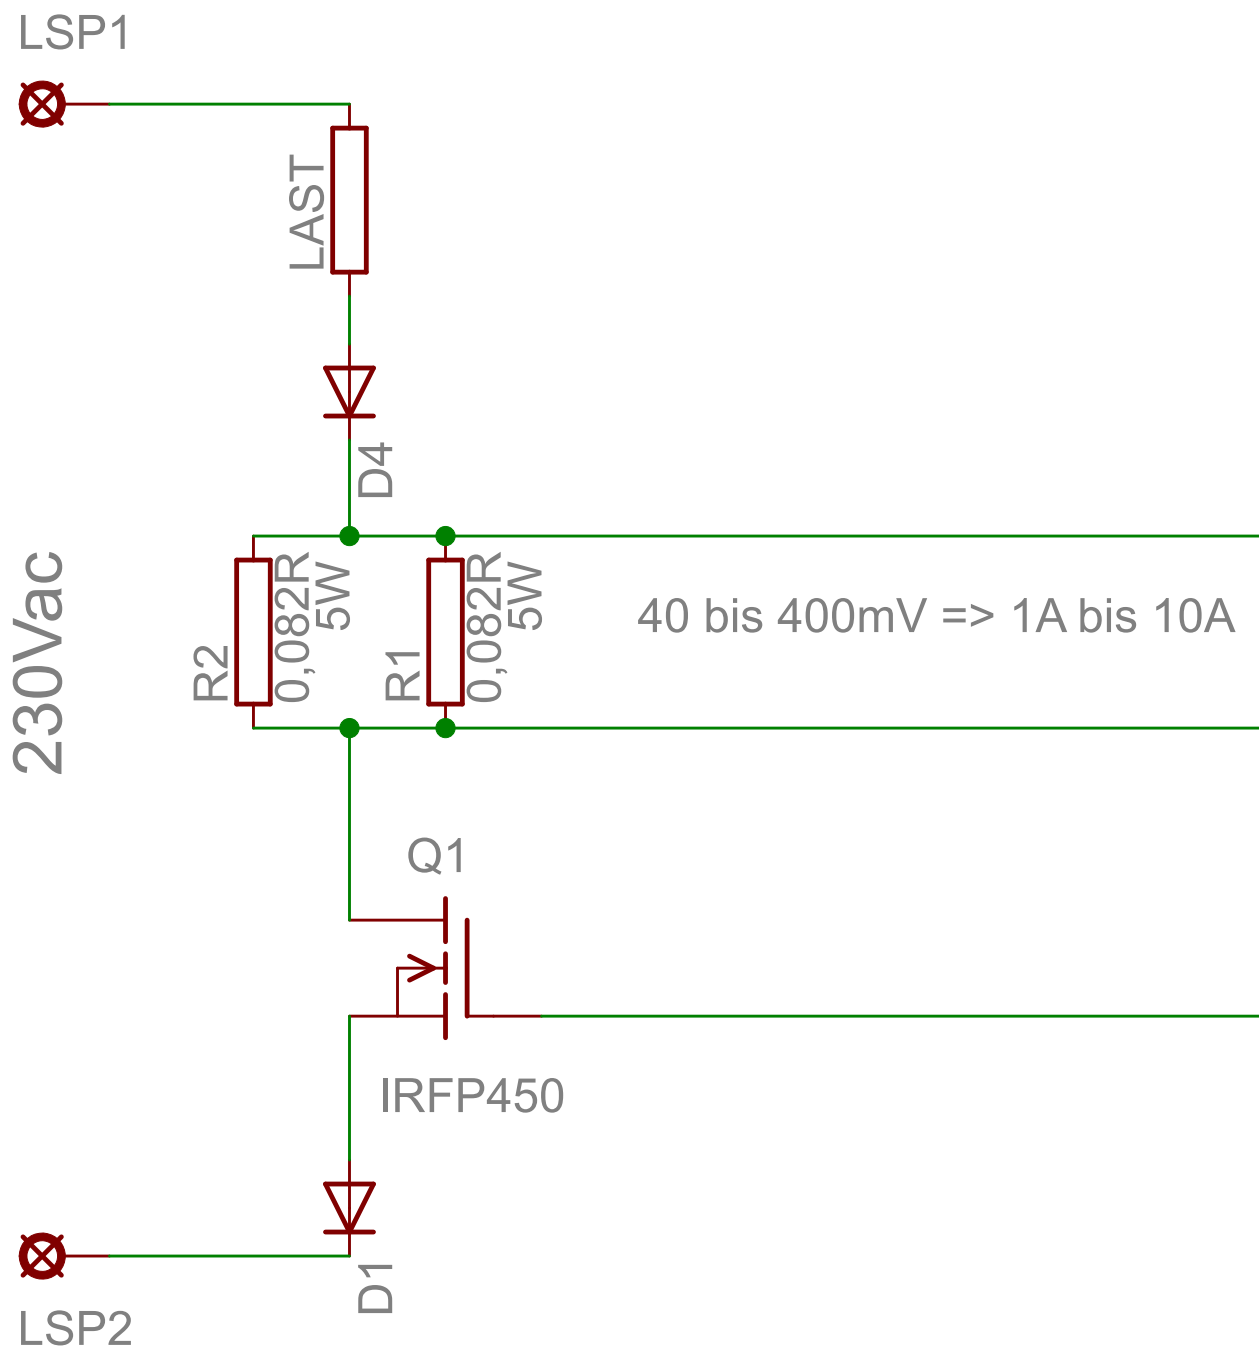 LSP1
LAST
D4
230Vac
R2
0,082R
5W
R1
0,082R
5W
40 bis 400mV => 1A bis 10A
Q1
IRFP450
D1
LSP2